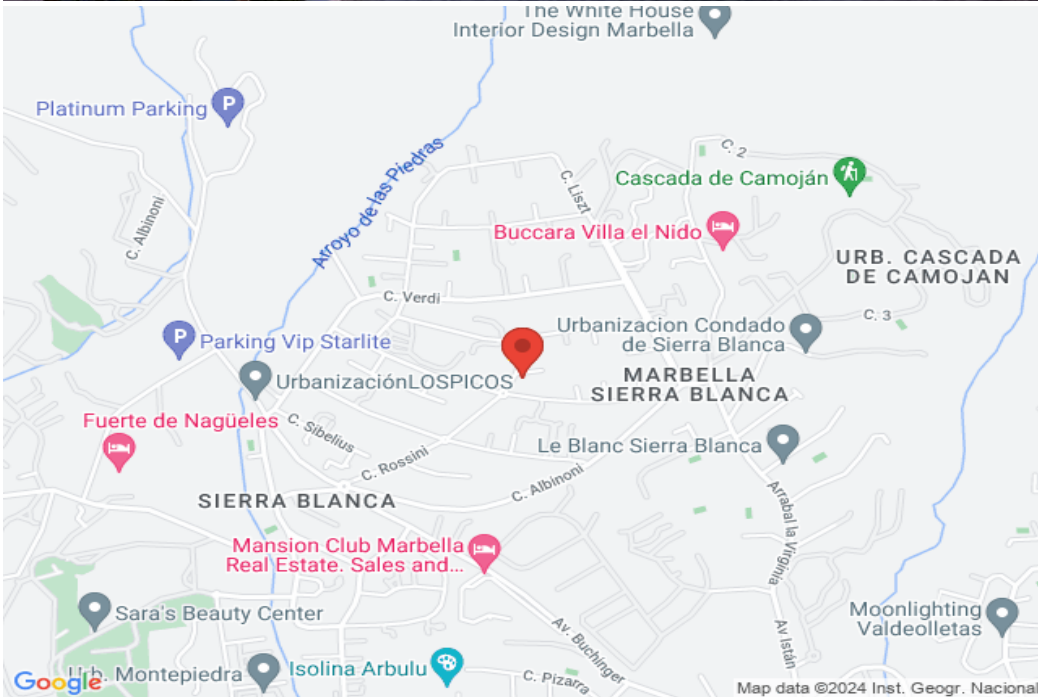 The White House
Interior Design Marbella
Platinum Parking
P
Arroyo de las Piedras
C. 2
Cascada de Camoján
C. Liszt
C. Albinoni
Buccara Villa el Nido
URB. CASCADA
DE CAMOJAN
C. Verdi
C. 3
P
Parking Vip Starlite
Urbanizacion Condado
de Sierra Blanca
UrbanizaciónLOSPICOS
MARBELLA
SIERRA BLANCA
Fuerte de Nagüeles
C. Sibelius
Le Blanc Sierra Blanca
C. Rossini
C. Albinoni
SIERRA BLANCA
Arrabal la Virginia
Mansion Club Marbella
Real Estate. Sales and...
Sara's Beauty Center
Moonlighting
Valdeolletas
Av. Buchinger
Av Istán
Urb. Montepiedra
Isolina Arbulu
C. Pizarra
Google
Map data ©2024 Inst. Geogr. Nacional